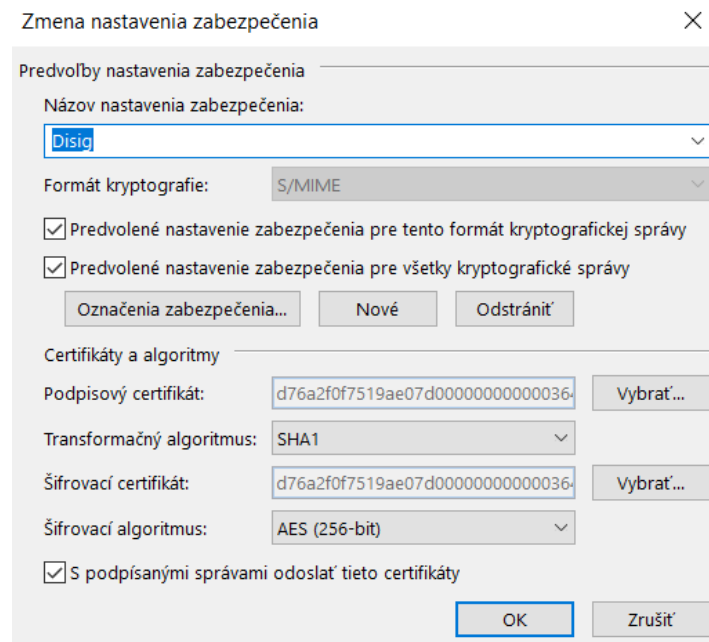 Zmena nastavenia zabezpečenia
Predvoľby nastavenia zabezpečenia
Názov nastavenia zabezpečenia:
Disig
Formát kryptografie: S/MIME
Predvolené nastavenie zabezpečenia pre tento formát kryptografickej správy
Predvolené nastavenie zabezpečenia pre všetky kryptografické správy
Označenia zabezpečenia... Nové Odstrániť
Certifikáty a algoritmy
Podpisový certifikát: d76a2f0f7519ae07d000000000000364 Vybrať...
Transformačný algoritmus: SHA1
Šifrovací certifikát: d76a2f0f7519ae07d000000000000364 Vybrať...
Šifrovací algoritmus: AES (256-bit)
S podpísanými správami odoslať tieto certifikáty
OK Zrušiť